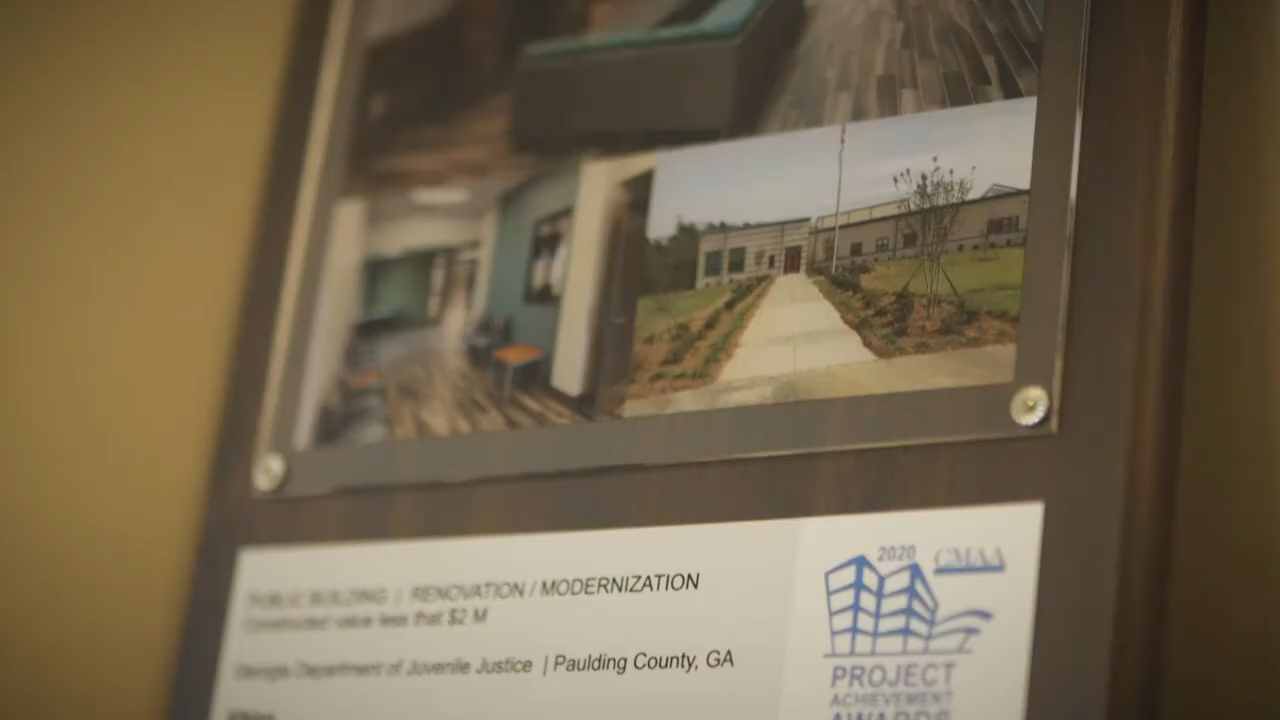 PUBLIC BUILDING | RENOVATION / MODERNIZATION
Constructed value less that $2 M
Georgia Department of Juvenile Justice | Paulding County, GA
2020 CMAA
PROJECT
ACHIEVEMENT
AWARDS